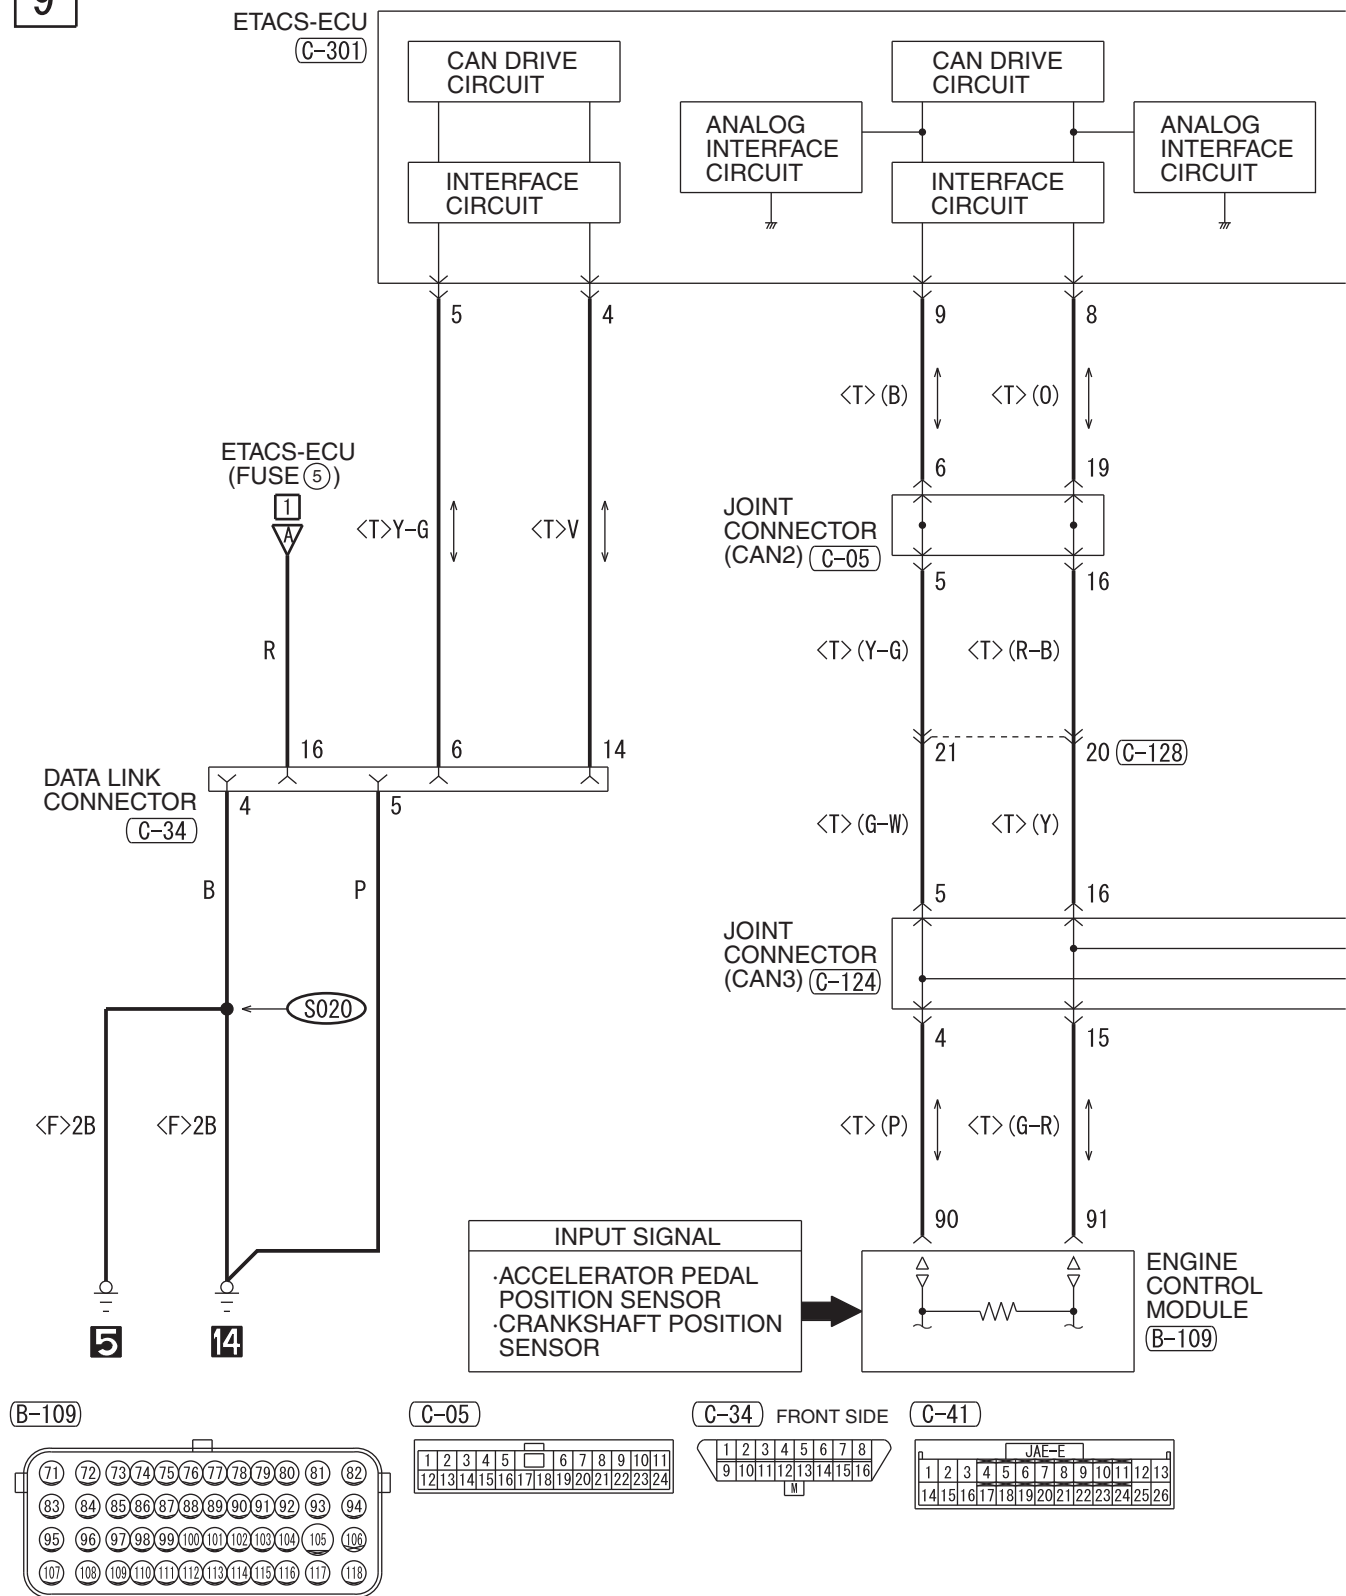 9
ETACS-ECU
C-301
CAN DRIVE
CIRCUIT
CAN DRIVE
CIRCUIT
ANALOG
INTERFACE
CIRCUIT
ANALOG
INTERFACE
CIRCUIT
INTERFACE
CIRCUIT
INTERFACE
CIRCUIT
5
4
9
8
<T>(B)
<T>(O)
ETACS-ECU
(FUSE⑤)
1
A
6
19
<T>Y-G
<T>V
JOINT
CONNECTOR
(CAN2) C-05
5
16
R
<T>(Y-G)
<T>(R-B)
16
6
14
21
20 C-128
DATA LINK
CONNECTOR
C-34
4
5
<T>(G-W)
<T>(Y)
B
P
5
16
JOINT
CONNECTOR
(CAN3) C-124
S020
4
15
<F>2B
<F>2B
<T>(P)
<T>(G-R)
90
91
INPUT SIGNAL
·ACCELERATOR PEDAL
POSITION SENSOR
·CRANKSHAFT POSITION
SENSOR
ENGINE
CONTROL
MODULE
B-109
5
14
B-109
71 72 73 74 75 76 77 78 79 80 81 82
83 84 85 86 87 88 89 90 91 92 93 94
95 96 97 98 99 100 101 102 103 104 105 106
107 108 109 110 111 112 113 114 115 116 117 118
C-05
1 2 3 4 5 6 7 8 9 10 11
12 13 14 15 16 17 18 19 20 21 22 23 24
C-34 FRONT SIDE
1 2 3 4 5 6 7 8
9 10 11 12 13 14 15 16
M
C-41
JAE-E
1 2 3 4 5 6 7 8 9 10 11 12 13
14 15 16 17 18 19 20 21 22 23 24 25 26